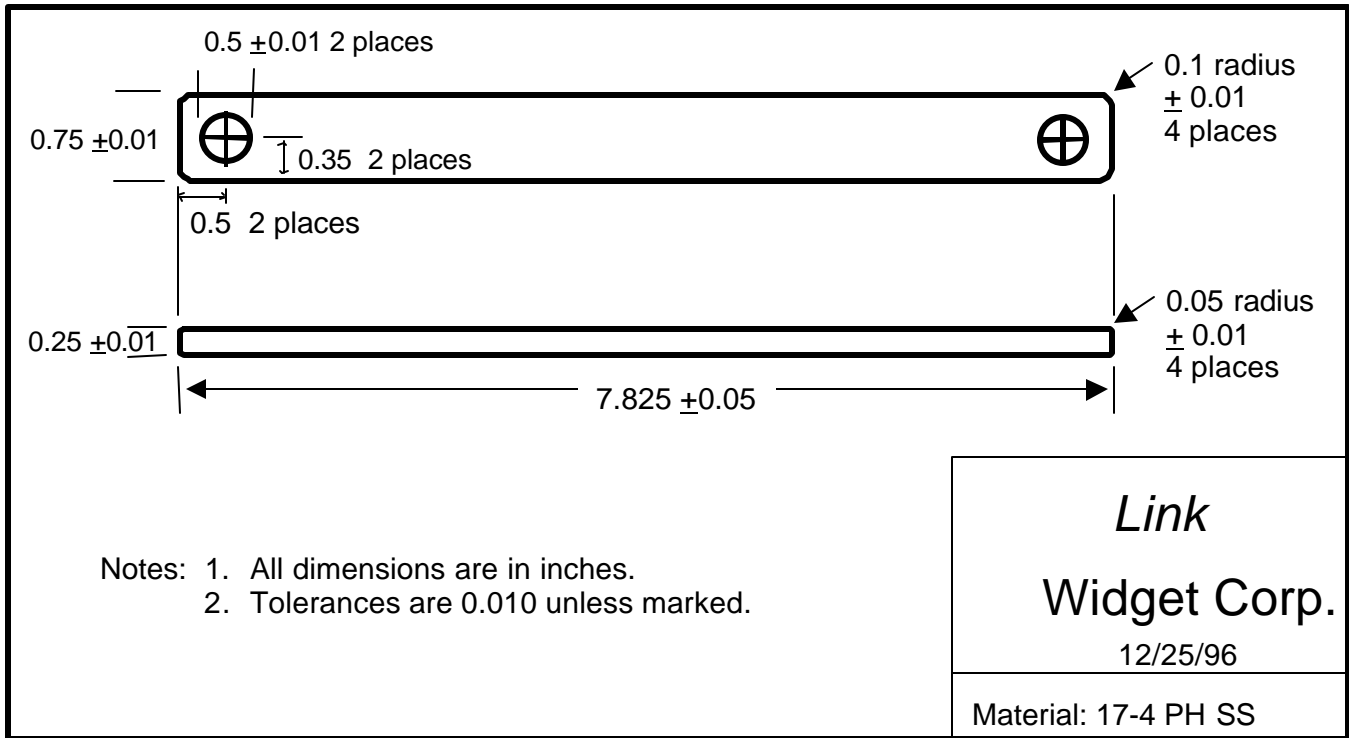 0.5 ±0.01 2 places
0.1 radius
± 0.01
4 places
0.75 ±0.01
0.35 2 places
0.5 2 places
0.05 radius
± 0.01
4 places
0.25 ±0.01
7.825 ±0.05
Link
Widget Corp.
12/25/96
Material: 17-4 PH SS
Notes: 1. All dimensions are in inches.
2. Tolerances are 0.010 unless marked.